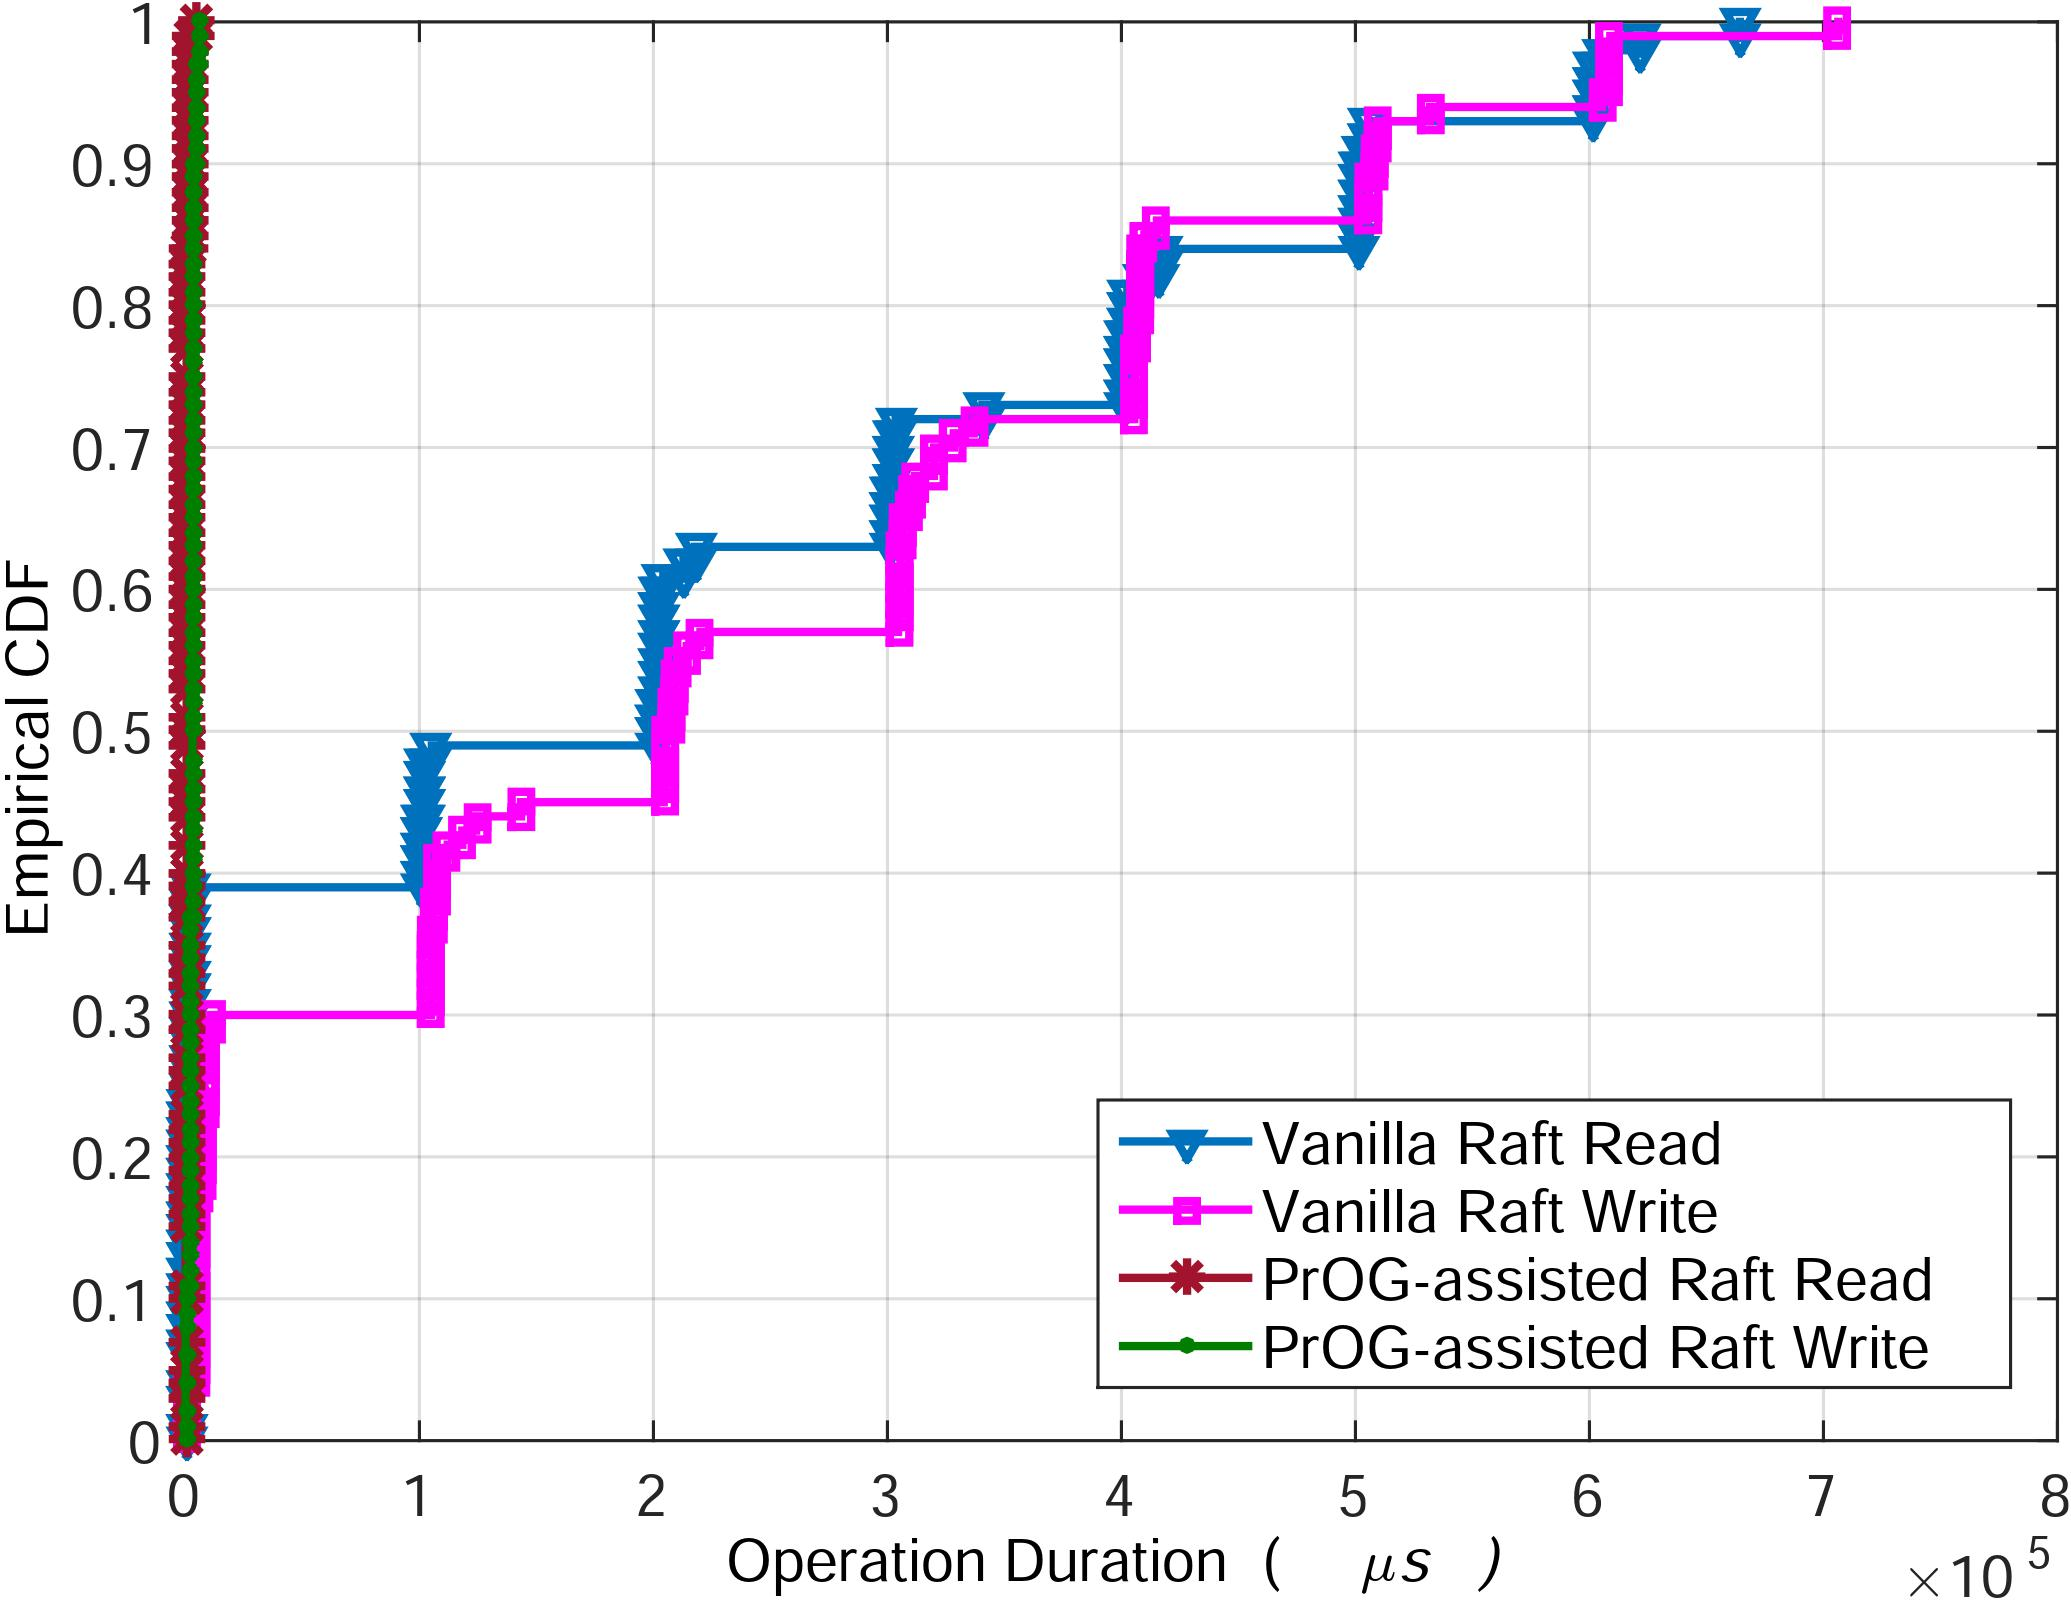 1
0.9
0.8
0.7
0.6
0.5
0.4
0.3
0.2
0.1
0
Empirical CDF
Vanilla Raft Read
Vanilla Raft Write
PrOG-assisted Raft Read
PrOG-assisted Raft Write
0 1 2 3 4 5 6 7 8
Operation Duration ( μs )
×10 5